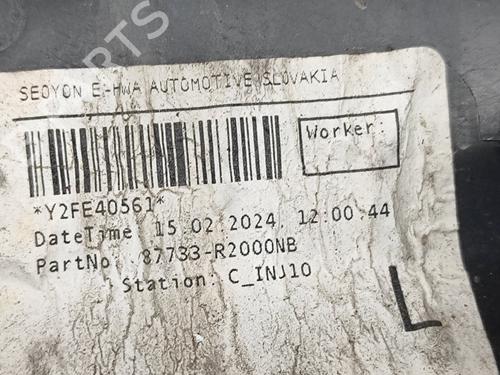 SEOYON E-HWA AUTOMOTIVE SLOVAKIA
Worker:
*Y2FE40561*
DateTime 15.02.2024. 12:00:44
PartNo. 87733-R2000NB
Station: C_INJ10
L